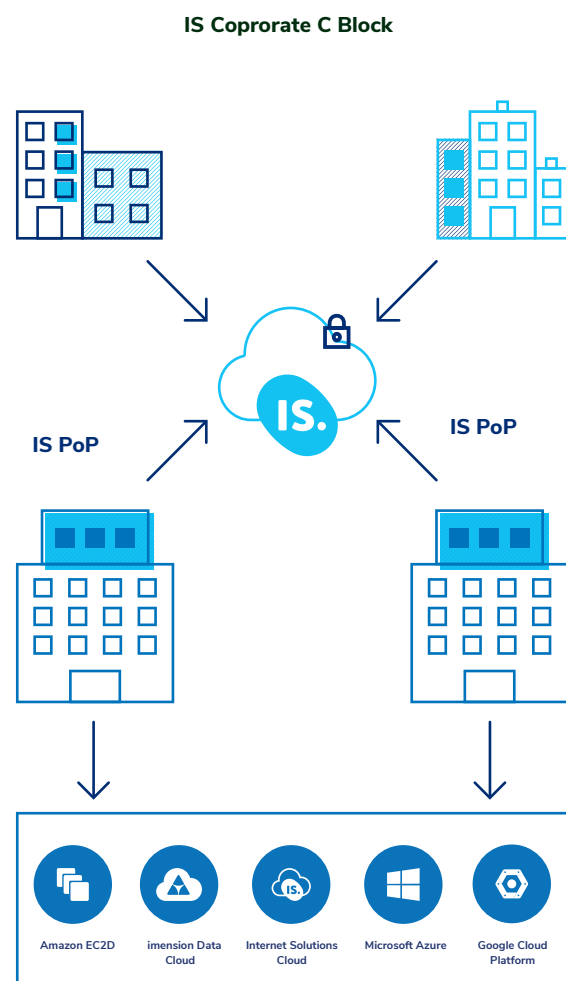 IS Coprorate C Block
IS.
IS PoP
IS PoP
Amazon EC2D
imension Data
Cloud
Internet Solutions
Cloud
Microsoft Azure
Google Cloud
Platform
IS.